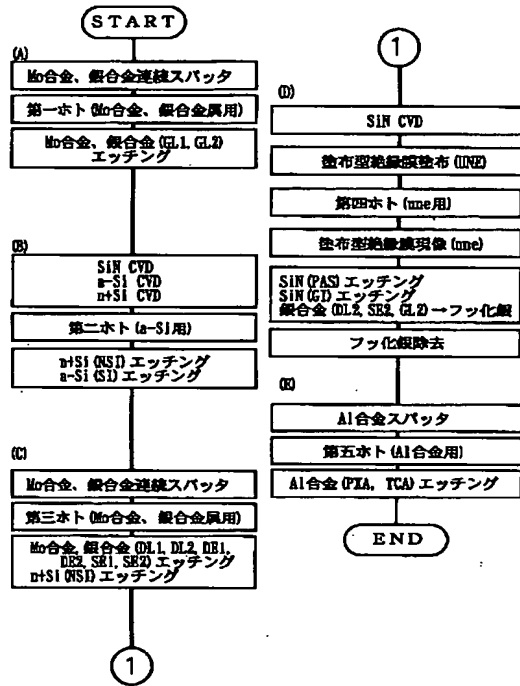 START
(A)
Mo合金、銀合金連続スパッタ
第一ホト(Mo合金、銀合金属用)
Mo合金、銀合金(GL1, GL2)
エッチング
(B)
SiN CVD
a-Si CVD
n+Si CVD
第二ホト(a-Si用)
n+Si(NSI)エッチング
a-Si(SI)エッチング
(C)
Mo合金、銀合金連続スパッタ
第三ホト(Mo合金、銀合金属用)
Mo合金, 銀合金(DL1, DL2, DE1,
DE2, SE1, SE2)エッチング
n+Si(NSI)エッチング
1
1
(D)
SiN CVD
塗布型絶縁膜塗布(UNE)
第四ホト(une用)
塗布型絶縁膜現像(une)
SiN(PAS)エッチング
SiN(GI)エッチング
銀合金(DL2, SE2, GL2)→フッ化銀
フッ化銀除去
(E)
Al合金スパッタ
第五ホト(Al合金用)
Al合金(PXA, TCA)エッチング
END